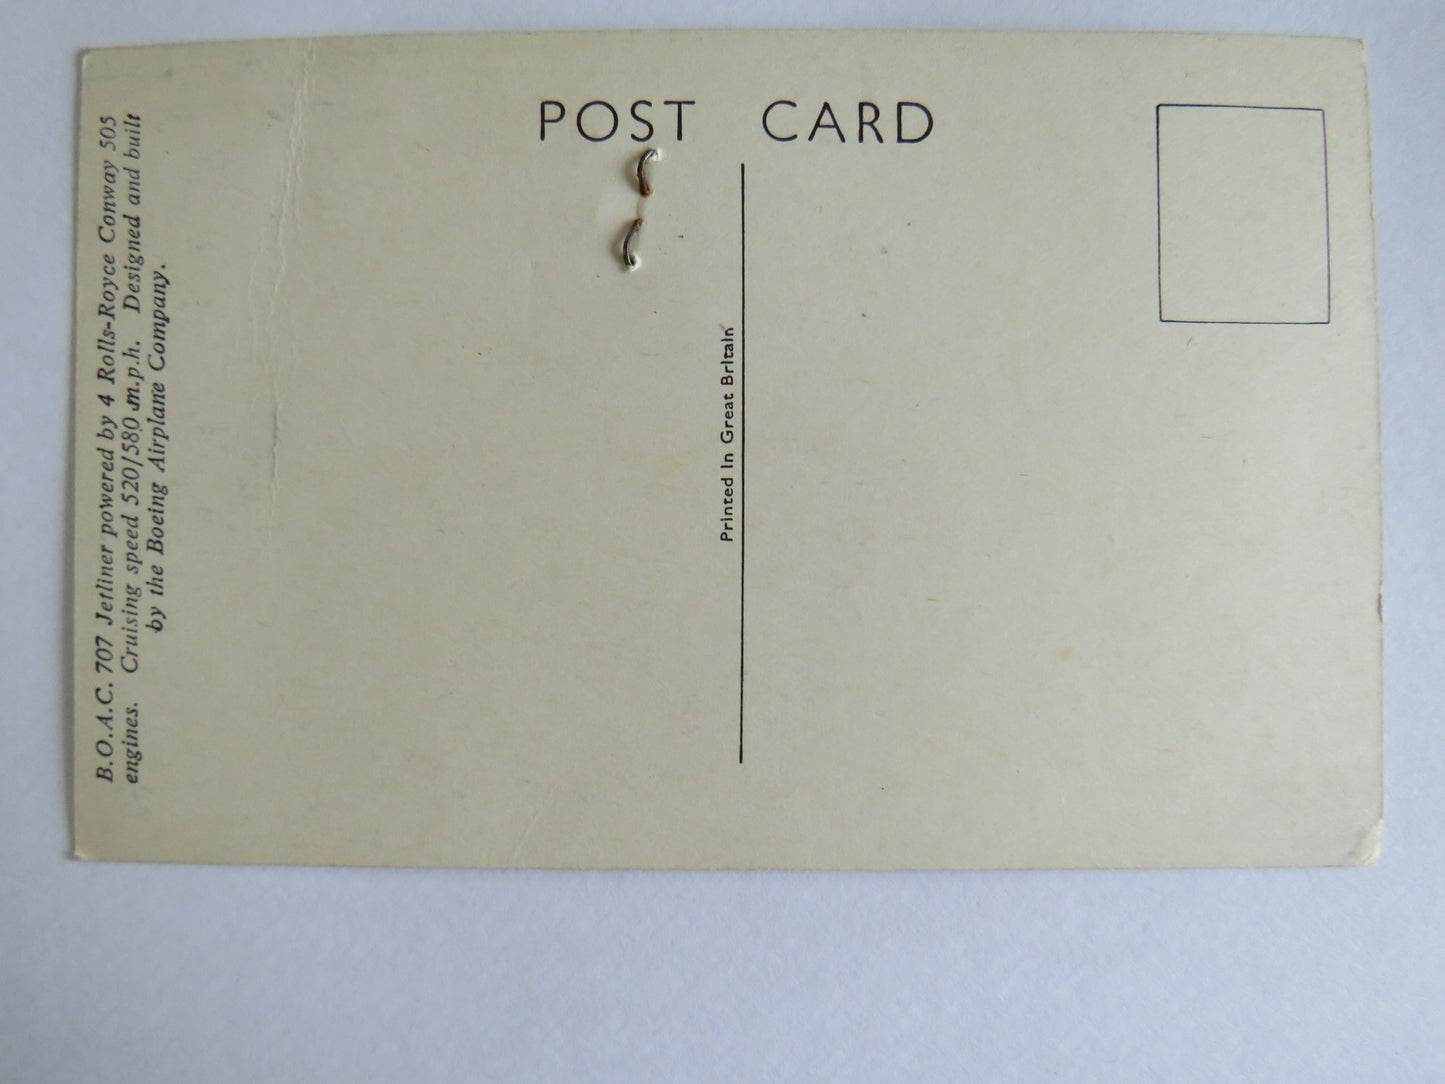 POST CARD
B.O.A.C. 707 Jetliner powered by 4 Rolls-Royce Conway 505
engines. Cruising speed 520/580 m.p.h. Designed and built
by the Boeing Airplane Company.
Printed In Great Britain